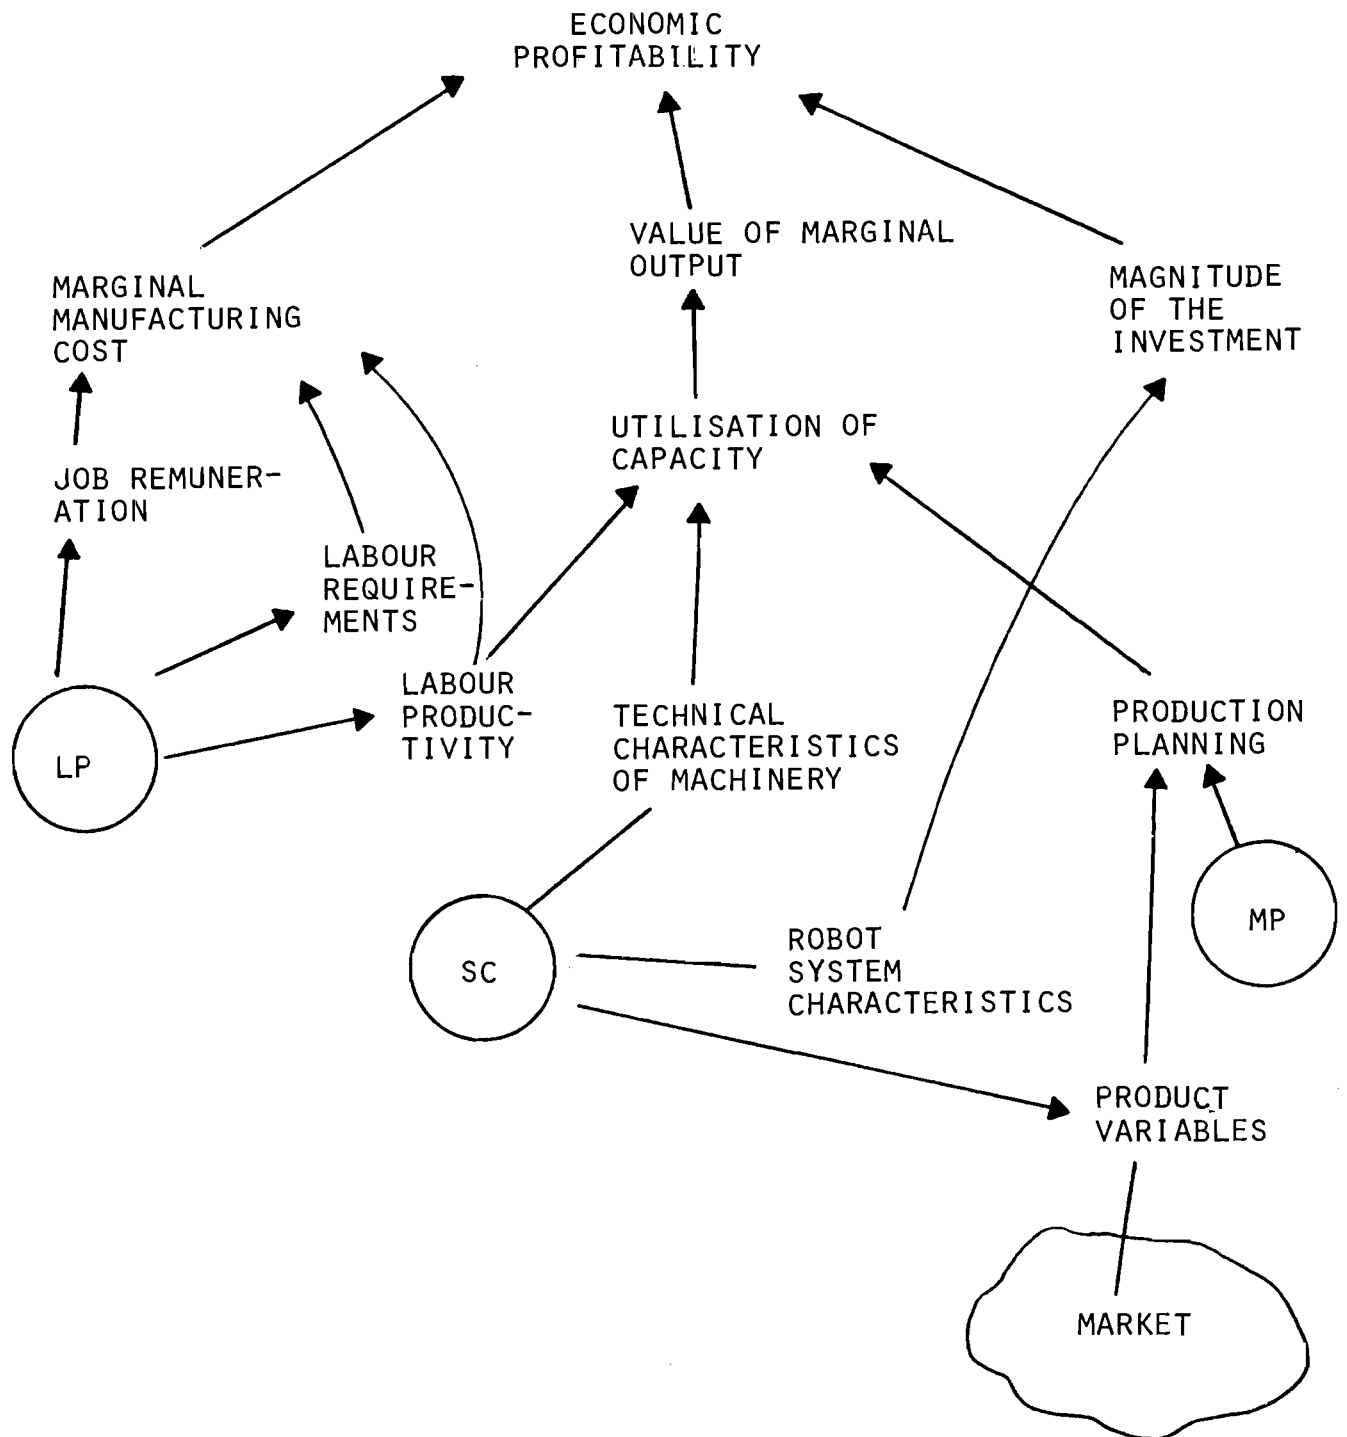 ECONOMIC
PROFITABILITY
VALUE OF MARGINAL
OUTPUT
MARGINAL
MANUFACTURING
COST
MAGNITUDE
OF THE
INVESTMENT
UTILISATION OF
CAPACITY
JOB REMUNER-
ATION
LABOUR
REQUIRE-
MENTS
LABOUR
PRODUC-
TIVITY
TECHNICAL
CHARACTERISTICS
OF MACHINERY
PRODUCTION
PLANNING
LP
MP
SC
ROBOT
SYSTEM
CHARACTERISTICS
PRODUCT
VARIABLES
MARKET